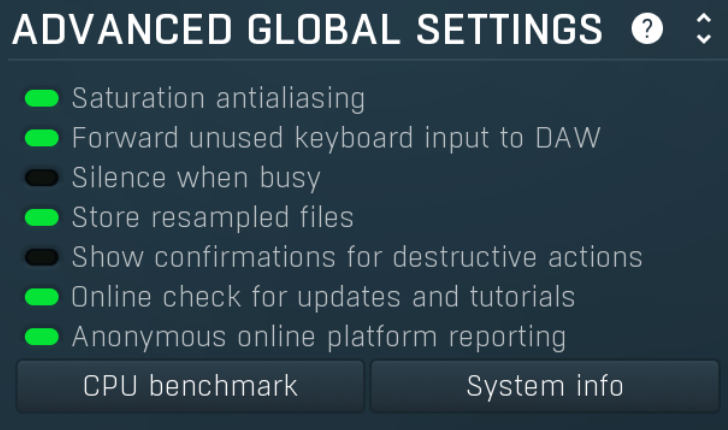 ADVANCED GLOBAL SETTINGS ?
Saturation antialiasing
Forward unused keyboard input to DAW
Silence when busy
Store resampled files
Show confirmations for destructive actions
Online check for updates and tutorials
Anonymous online platform reporting
CPU benchmark System info